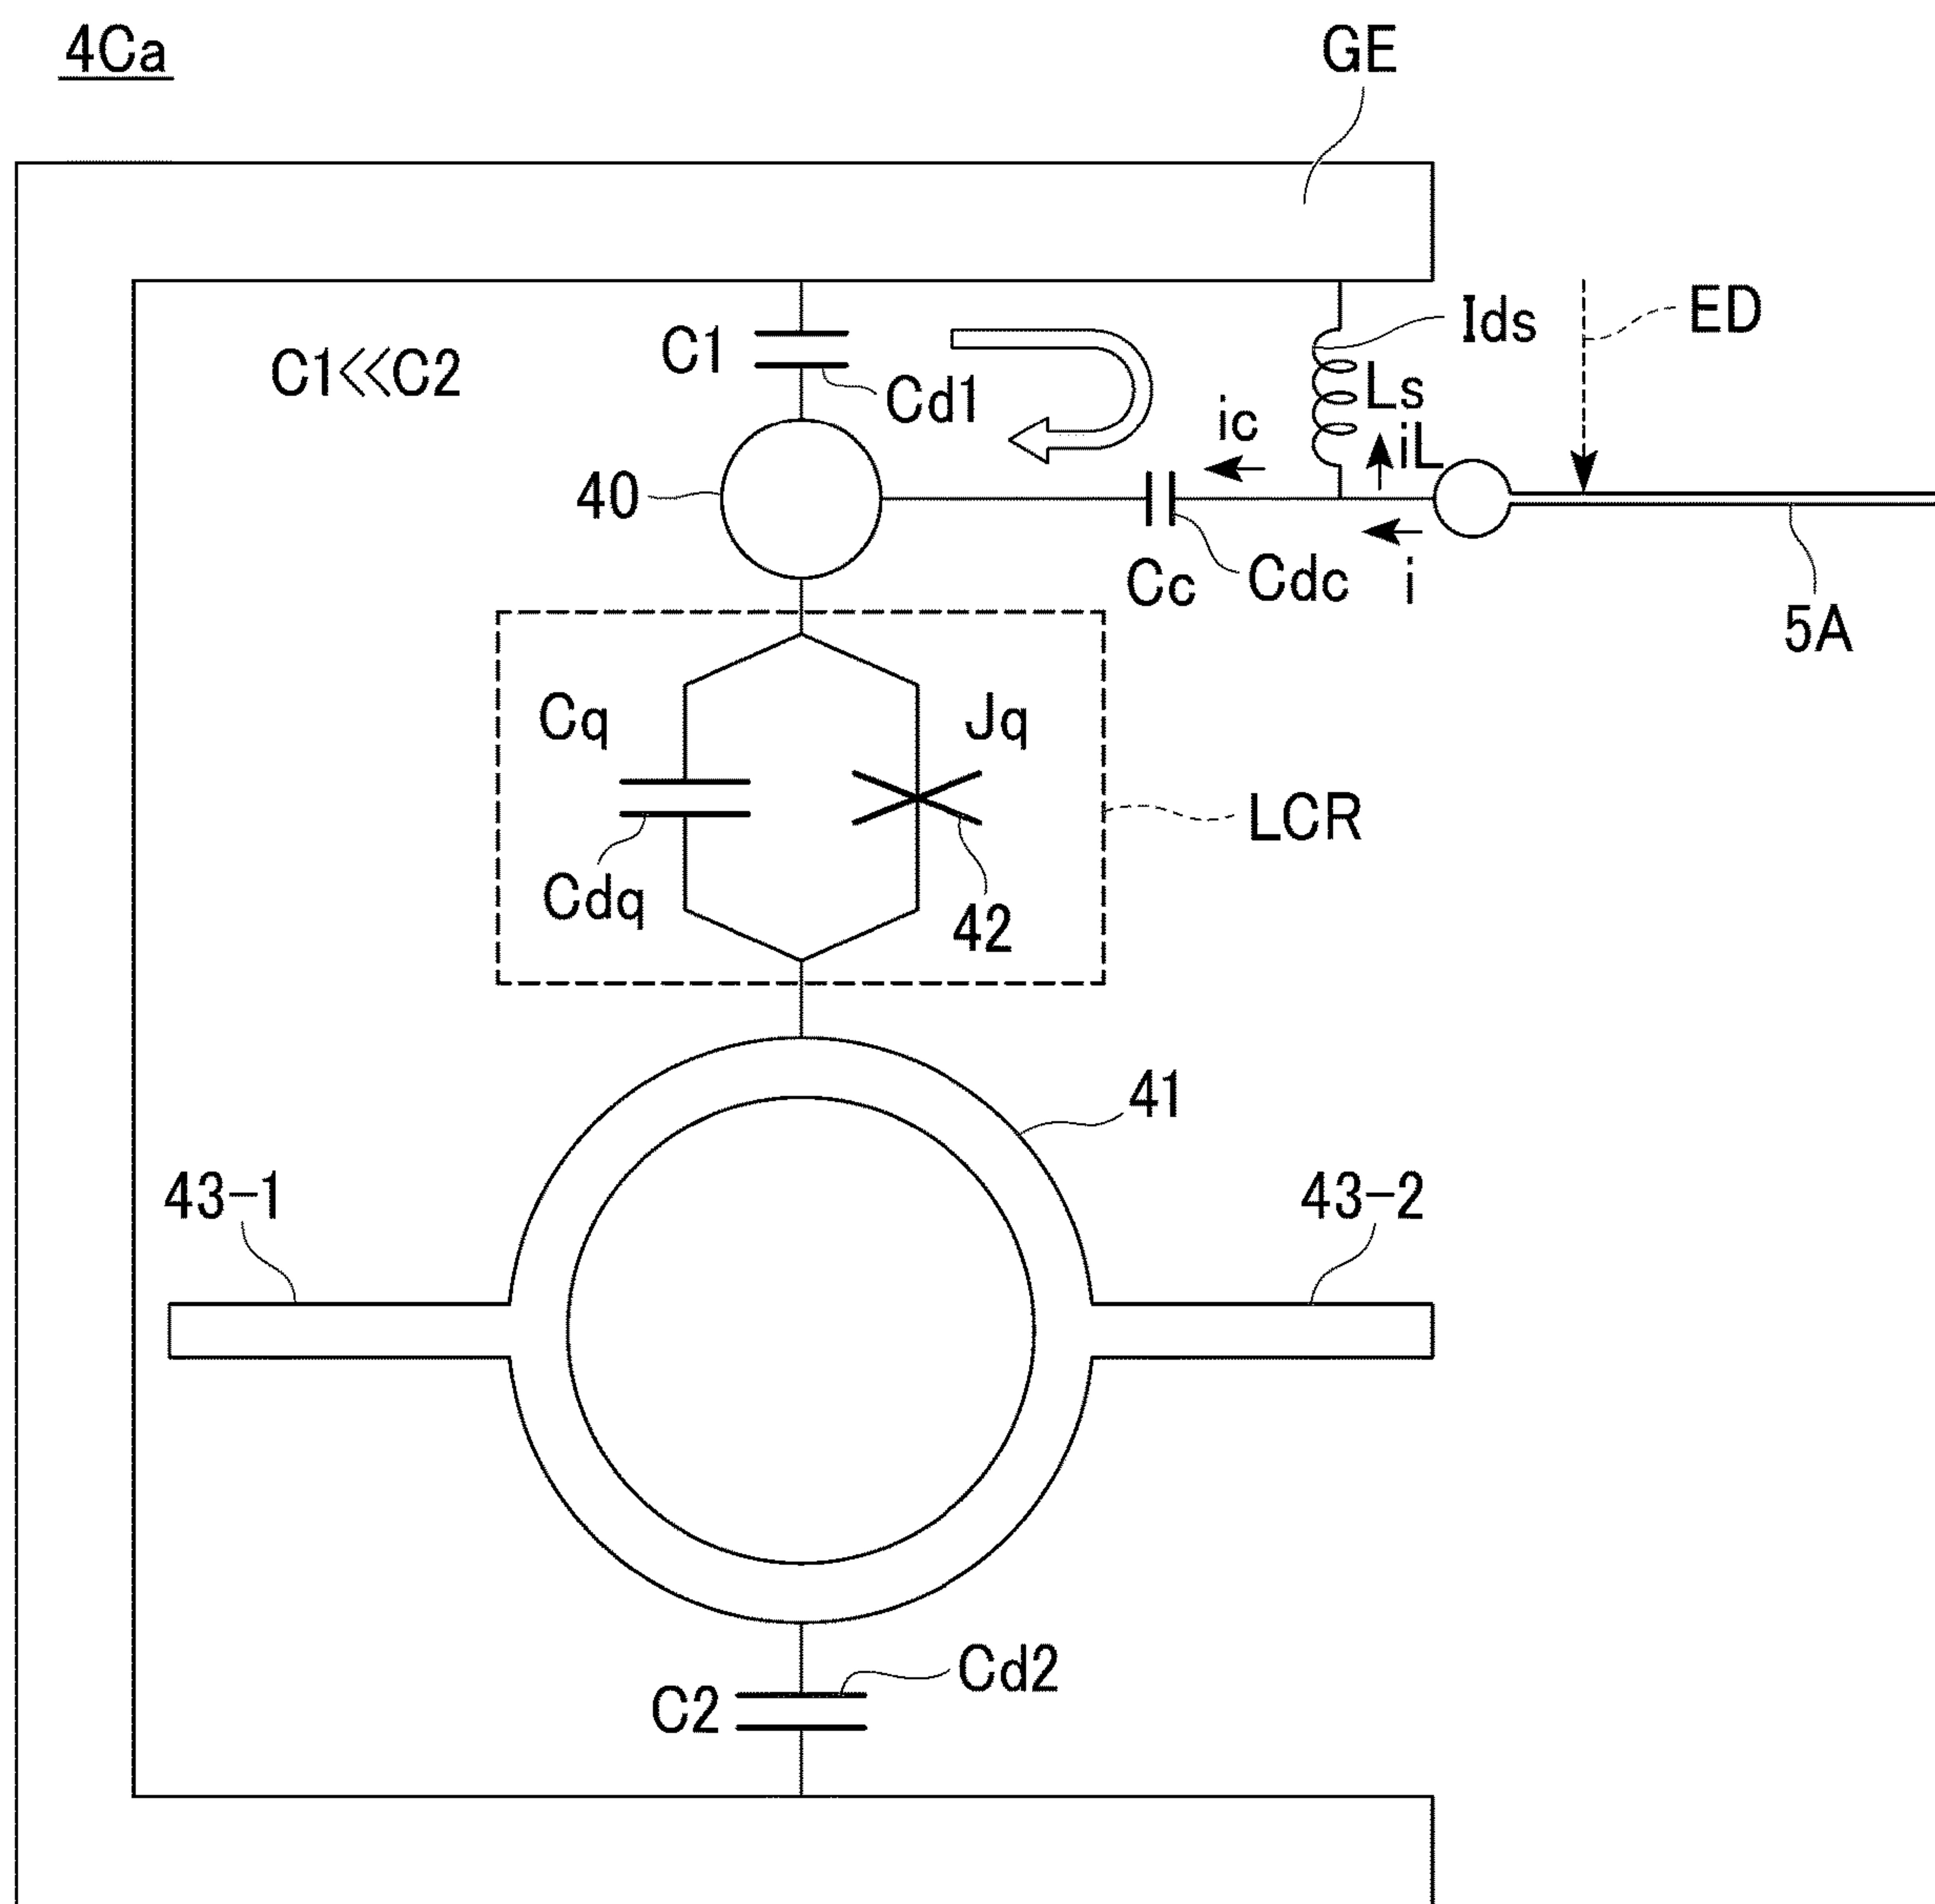 4Ca
GE
C1≪C2
C1
Cd1
Ids
Ls
ED
ic
iL
40
Cc
Cdc
i
5A
Cq
Jq
LCR
Cdq
42
41
43-1
43-2
C2
Cd2